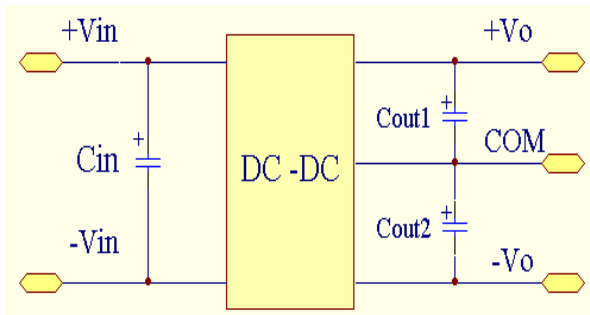 +Vin
+Vo
+
Cout1
+
COM
Cin
DC -DC
+
Cout2
-Vin
-Vo